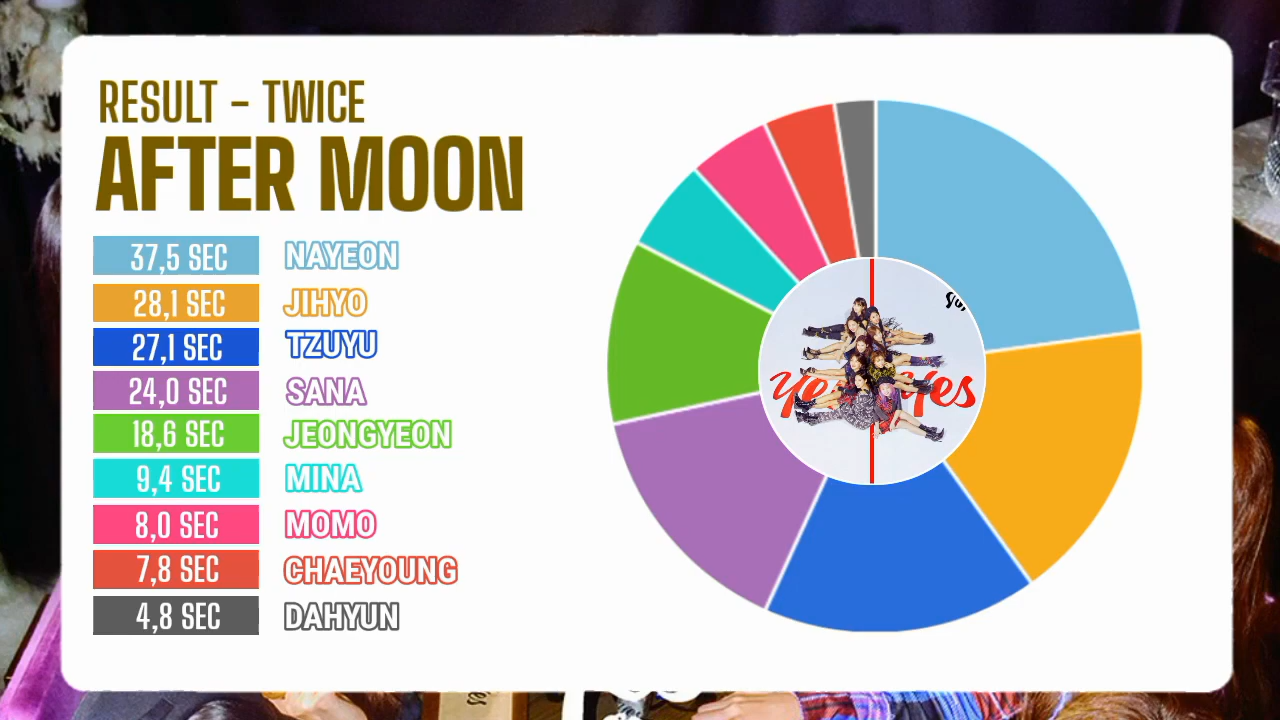 RESULT - TWICE
AFTER MOON
37,5 SEC NAYEON
28,1 SEC JIHYO
27,1 SEC TZUYU
24,0 SEC SANA
18,6 SEC JEONGYEON
9,4 SEC MINA
8,0 SEC MOMO
7,8 SEC CHAEYOUNG
4,8 SEC DAHYUN
Yes